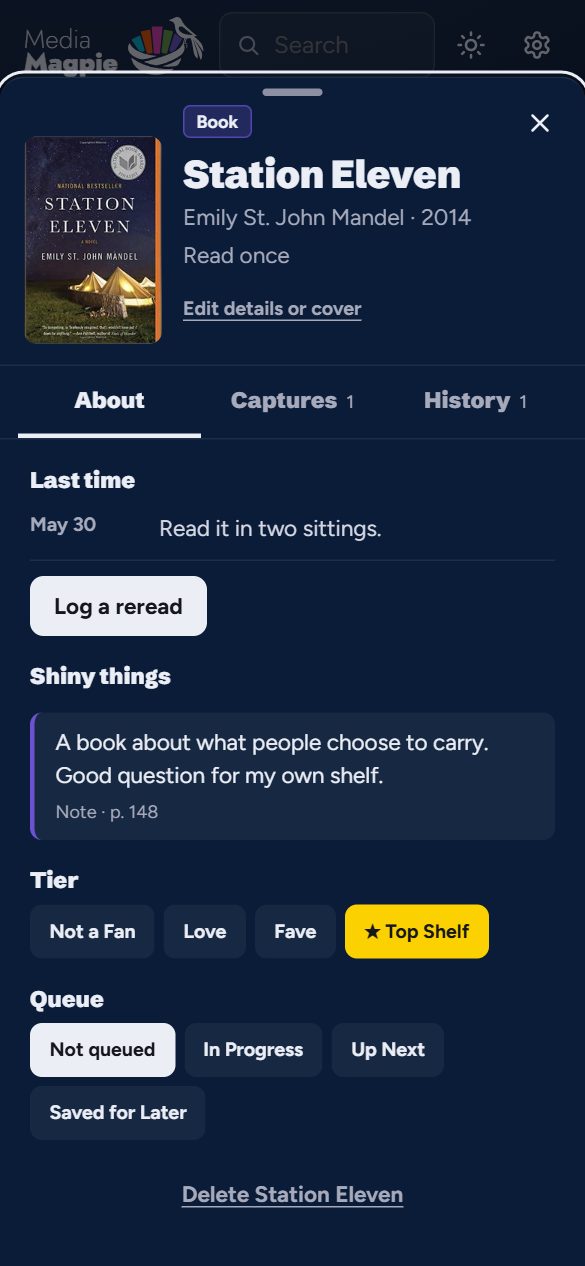 Media
Magpie
Search
Book
Station Eleven
Emily St. John Mandel · 2014
Read once
Edit details or cover
NATIONAL BESTSELLER
STATION
ELEVEN
A NOVEL
EMILY ST. JOHN MANDEL
About
Captures 1
History 1
Last time
May 30
Read it in two sittings.
Log a reread
Shiny things
A book about what people choose to carry.
Good question for my own shelf.
Note · p. 148
Tier
Not a Fan
Love
Fave
★ Top Shelf
Queue
Not queued
In Progress
Up Next
Saved for Later
Delete Station Eleven